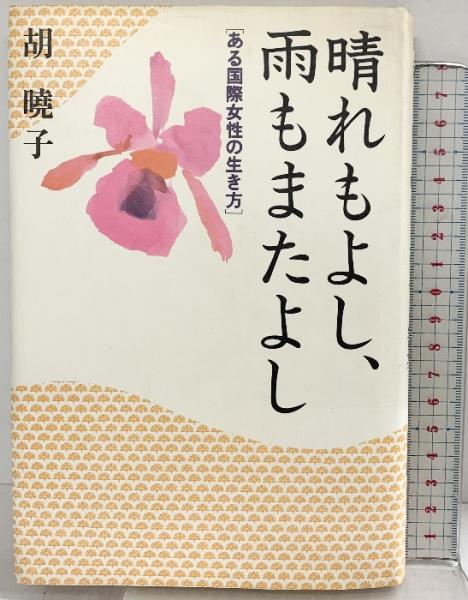 晴れもよし、
雨もまたよし
[ある国際女性の生き方]
胡 曉子